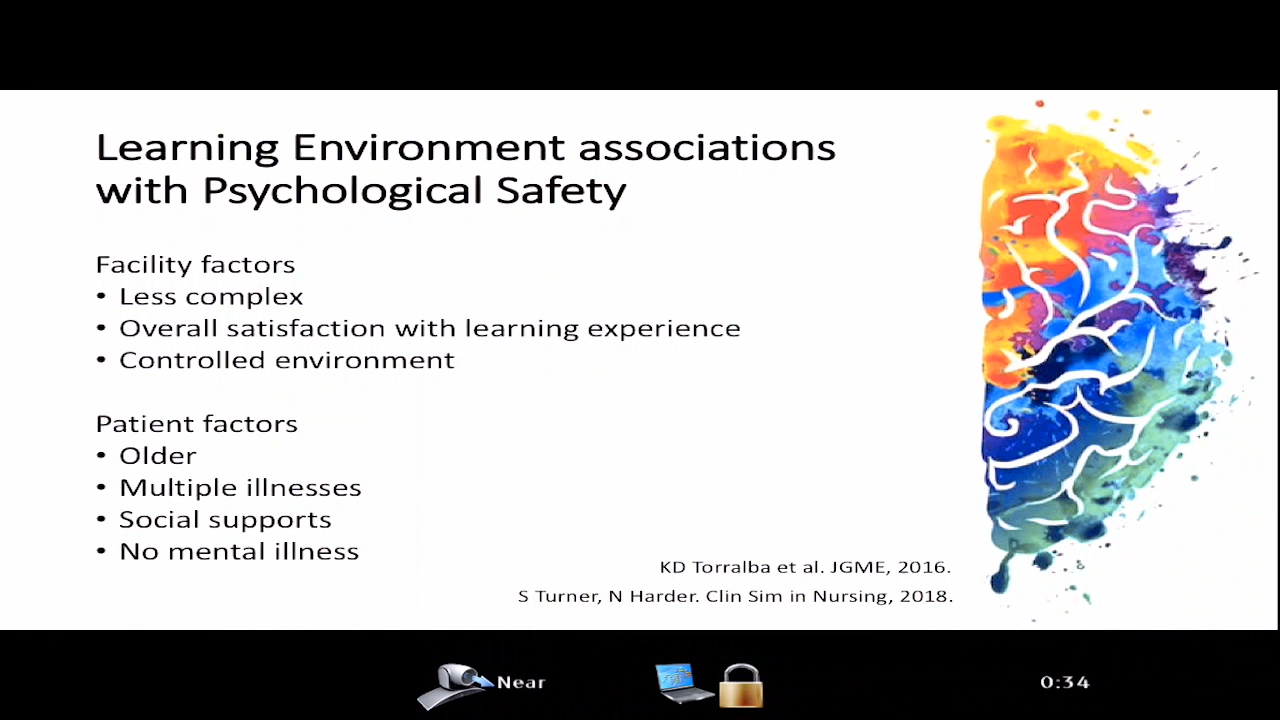 Learning Environment associations
with Psychological Safety
Facility factors
• Less complex
• Overall satisfaction with learning experience
• Controlled environment
Patient factors
• Older
• Multiple illnesses
• Social supports
• No mental illness
KD Torralba et al. JGME, 2016.
S Turner, N Harder. Clin Sim in Nursing, 2018.
Near
0:34